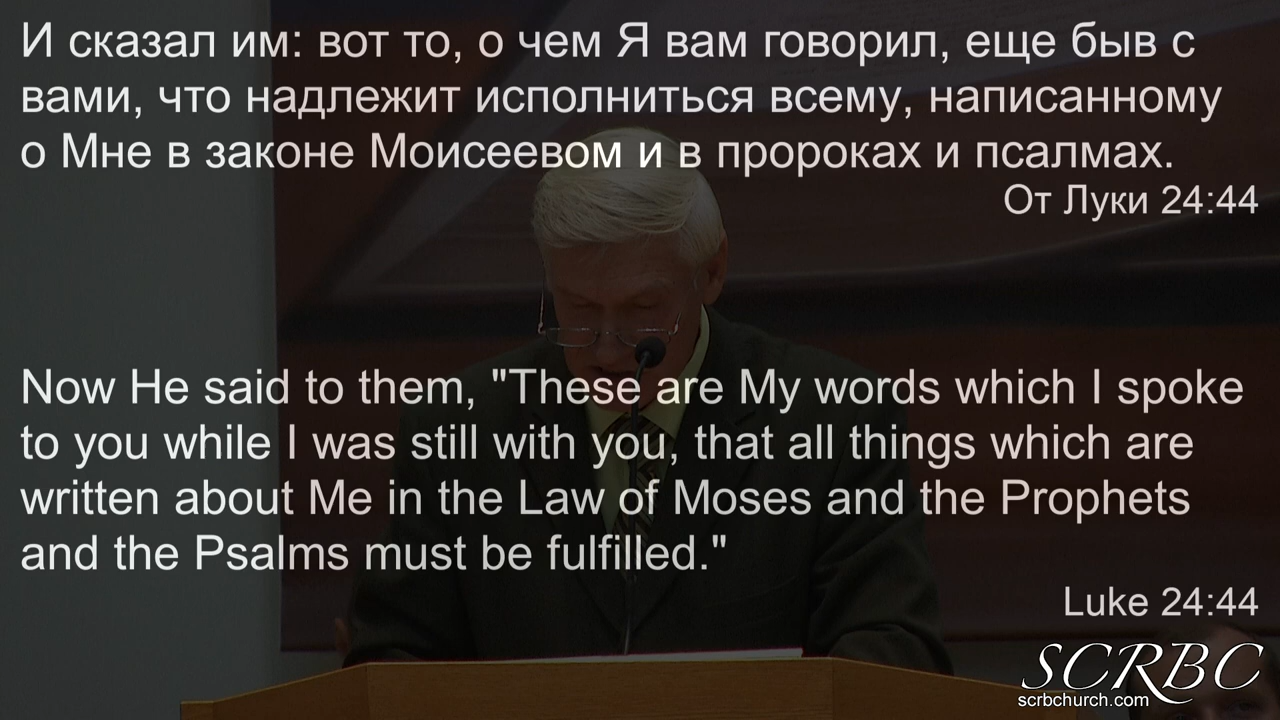 И сказал им: вот то, о чем Я вам говорил, еще быв с
вами, что надлежит исполниться всему, написанному
о Мне в законе Моисеевом и в пророках и псалмах.
От Луки 24:44
Now He said to them, "These are My words which I spoke
to you while I was still with you, that all things which are
written about Me in the Law of Moses and the Prophets
and the Psalms must be fulfilled."
Luke 24:44
SCRBC
scrbchurch.com